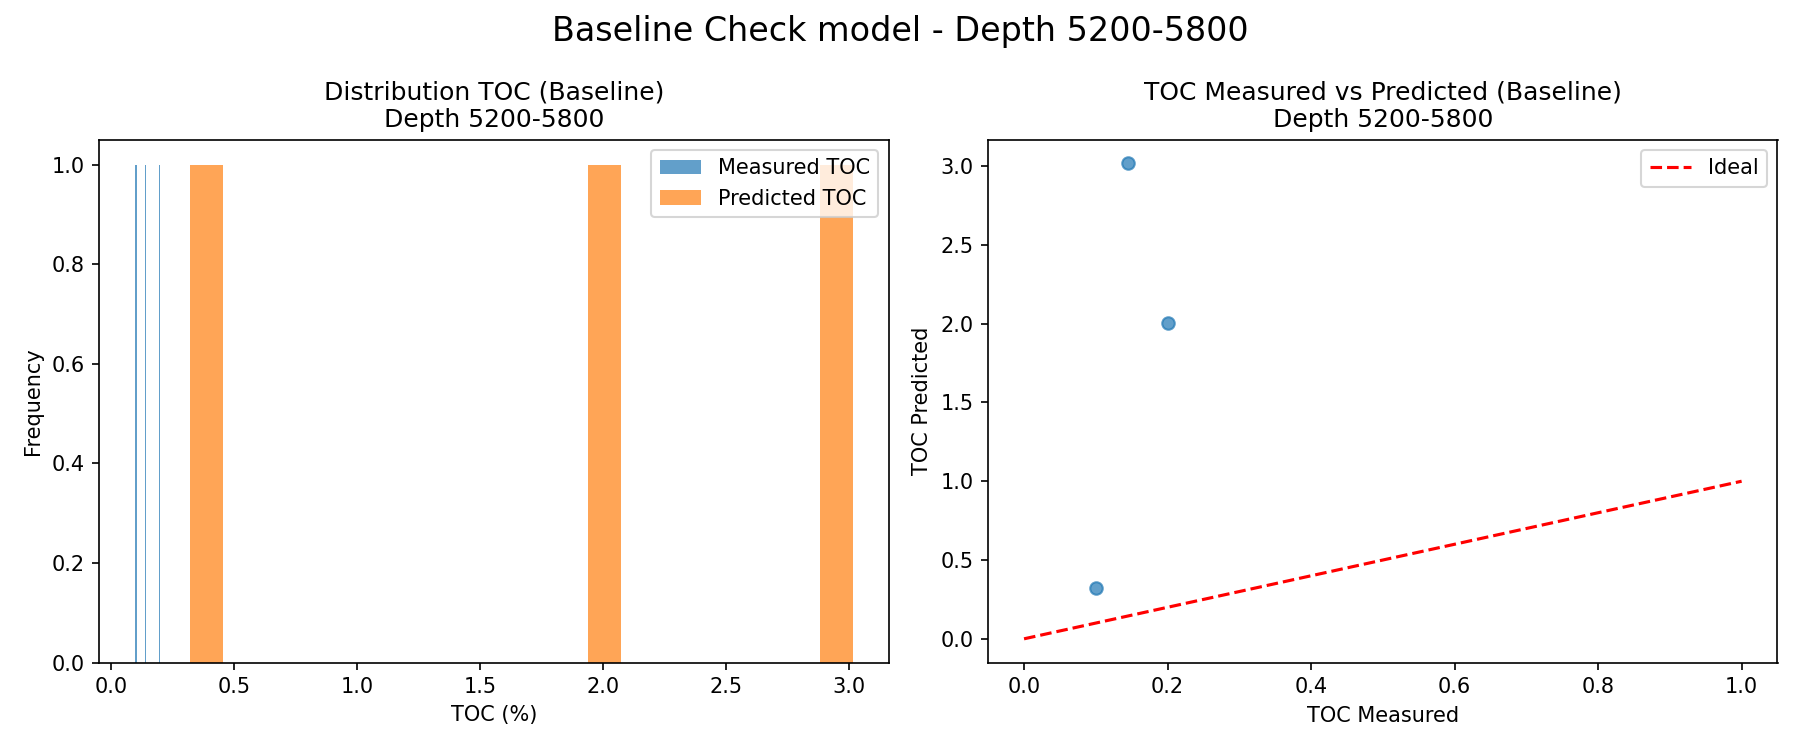 Baseline Check model - Depth 5200-5800
Distribution TOC (Baseline)
Depth 5200-5800
Measured TOC
Predicted TOC
1.0
0.8
0.6
0.4
0.2
0.0
Frequency
0.0 0.5 1.0 1.5 2.0 2.5 3.0
TOC (%)
TOC Measured vs Predicted (Baseline)
Depth 5200-5800
Ideal
3.0
2.5
2.0
1.5
1.0
0.5
0.0
TOC Predicted
0.0 0.2 0.4 0.6 0.8 1.0
TOC Measured